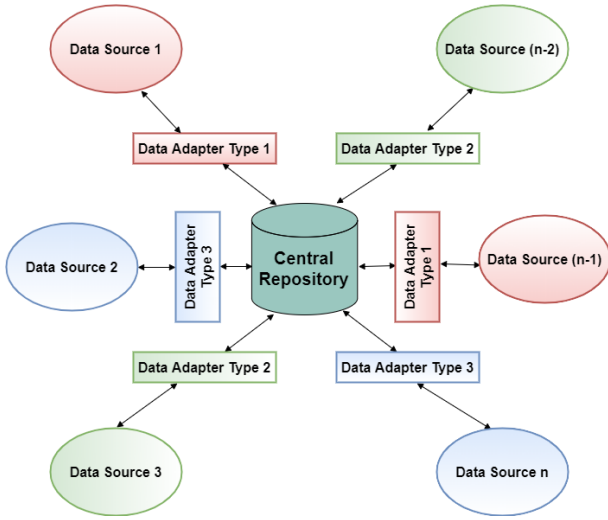 Data Source 1
Data Source (n-2)
Data Adapter Type 1
Data Adapter Type 2
Data Source 2
Data Adapter
Type 3
Central
Repository
Data Adapter
Type 1
Data Source (n-1)
Data Adapter Type 2
Data Adapter Type 3
Data Source 3
Data Source n